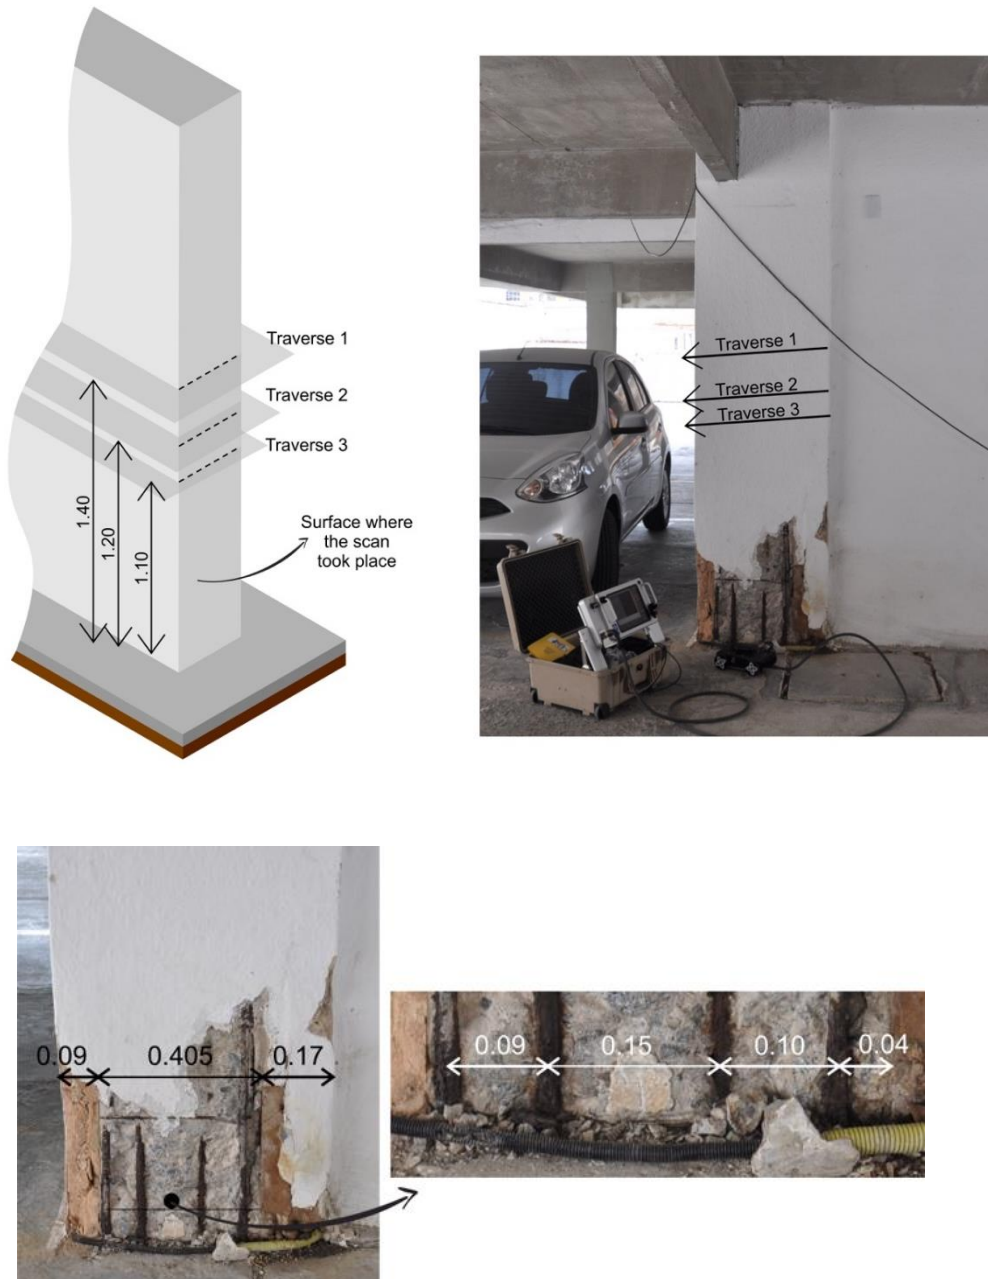 Traverse 1
Traverse 2
Traverse 3
1.40
1.20
1.10
Surface where
the scan
took place
Traverse 1
Traverse 2
Traverse 3
0.09
0.405
0.17
0.09
0.15
0.10
0.04